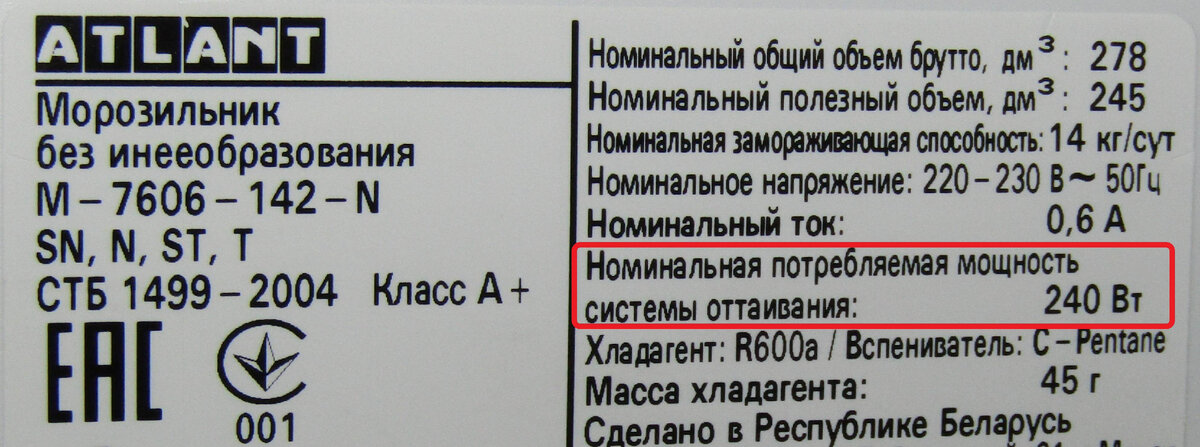 ATLANT
Морозильник
без инееобразования
М-7606-142-N
SN, N, ST, T
СТБ 1499-2004 Класс А+
EAC
001
Номинальный общий объем брутто, дм³: 278
Номинальный полезный объем, дм³: 245
Номинальная замораживающая способность: 14 кг/сут
Номинальное напряжение: 220-230 В~ 50Гц
Номинальный ток: 0,6 А
Номинальная потребляемая мощность
системы оттаивания: 240 Вт
Хладагент: R600a / Вспениватель: C-Pentane
Масса хладагента: 45 г
Сделано в Республике Беларусь